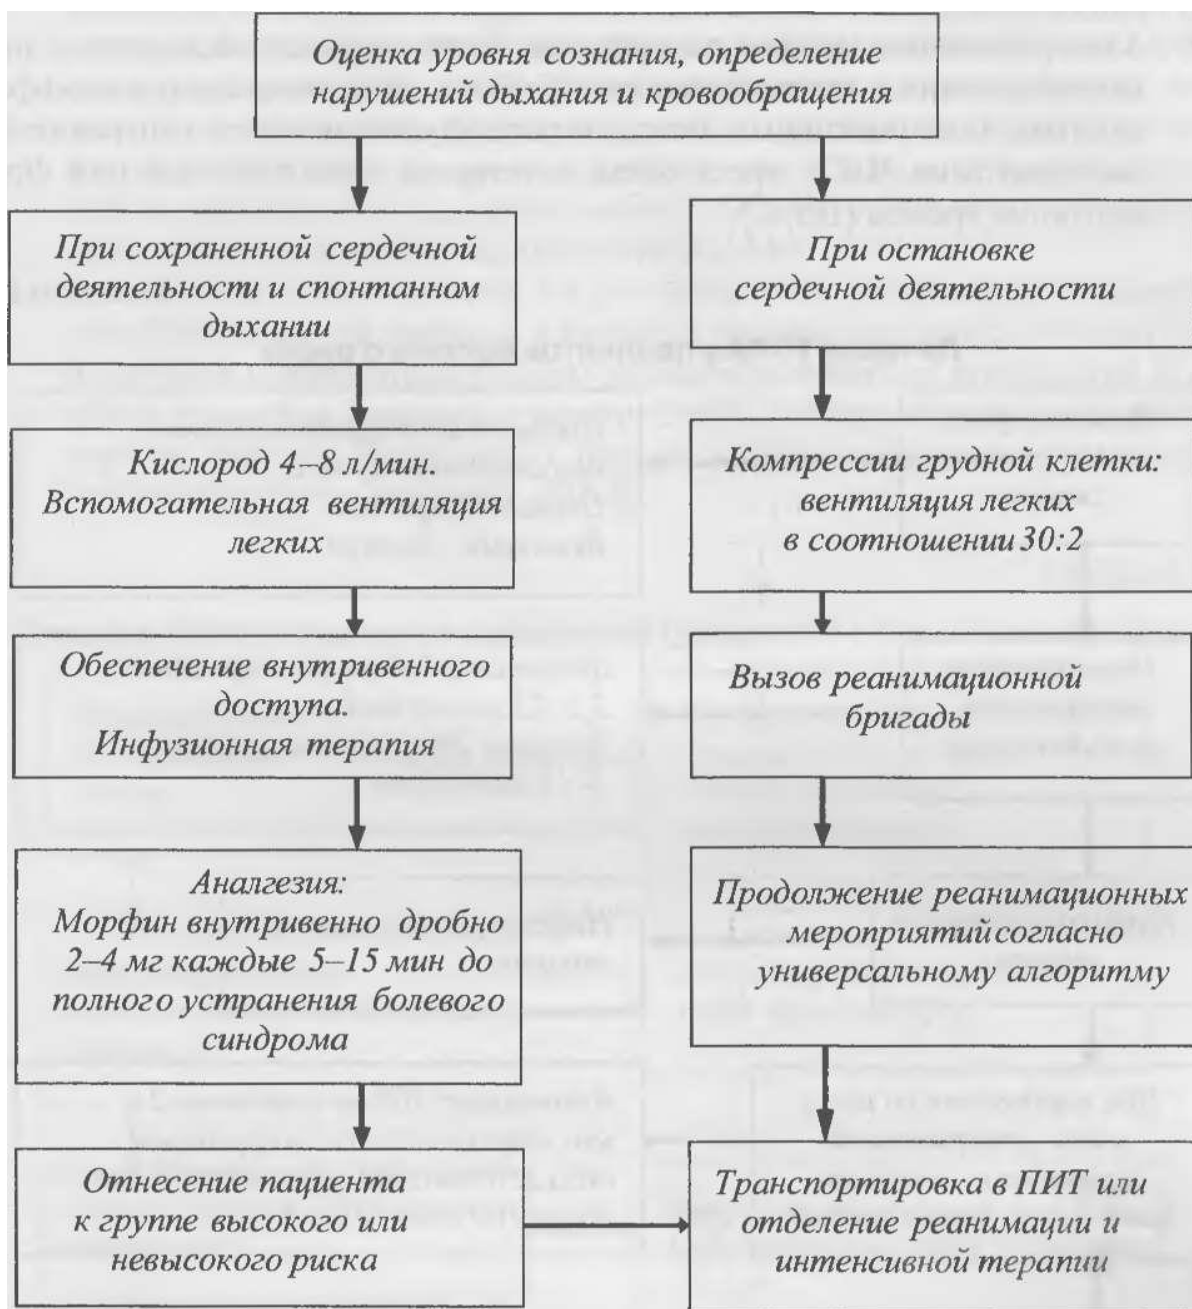 Оценка уровня сознания, определение
нарушений дыхания и кровообращения
При сохраненной сердечной
деятельности и спонтанном
дыхании
При остановке
сердечной деятельности
Кислород 4–8 л/мин.
Вспомогательная вентиляция
легких
Компрессии грудной клетки:
вентиляция легких
в соотношении 30:2
Обеспечение внутривенного
доступа.
Инфузионная терапия
Вызов реанимационной
бригады
Аналгезия:
Морфин внутривенно дробно
2–4 мг каждые 5–15 мин до
полного устранения болевого
синдрома
Продолжение реанимационных
мероприятий согласно
универсальному алгоритму
Отнесение пациента
к группе высокого или
невысокого риска
Транспортировка в ПИТ или
отделение реанимации и
интенсивной терапии